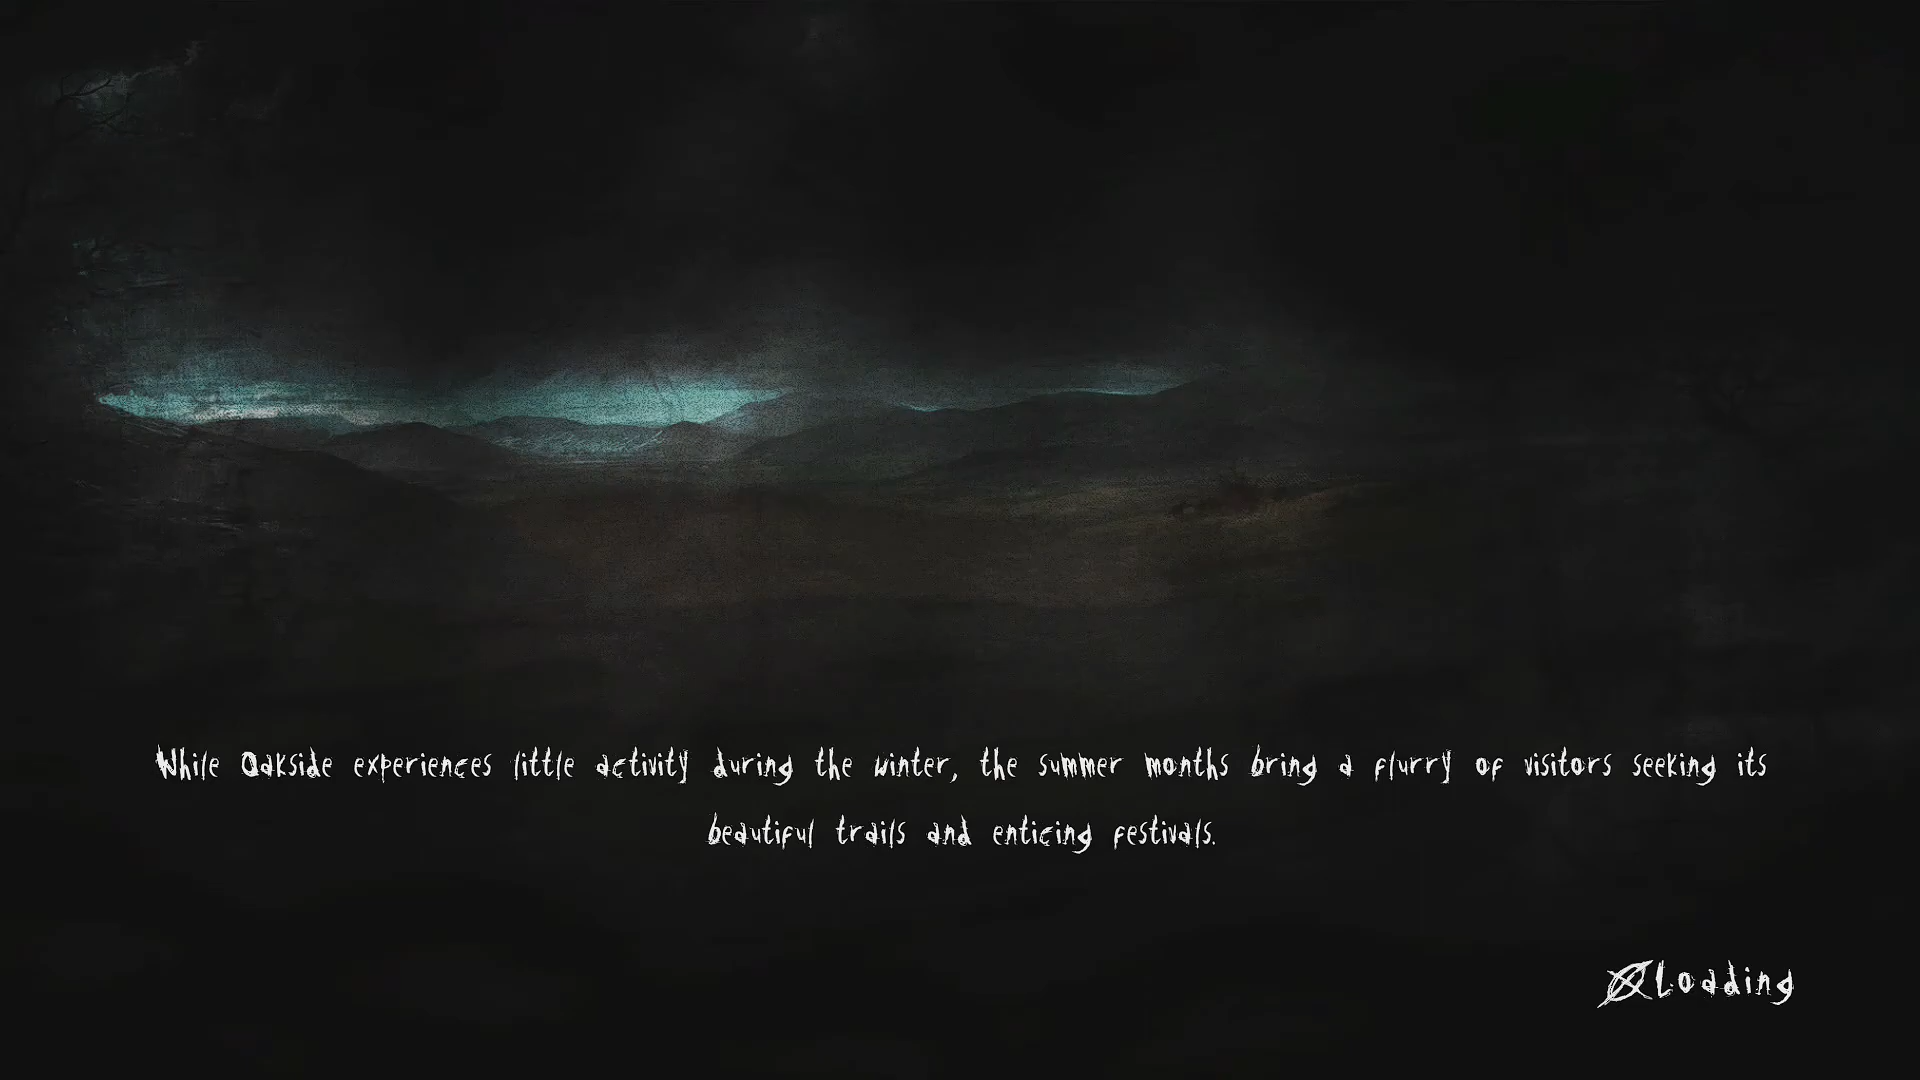 While Oakside experiences little activity during the winter, the summer months bring a flurry of visitors seeking its
beautiful trails and enticing festivals.
Loading